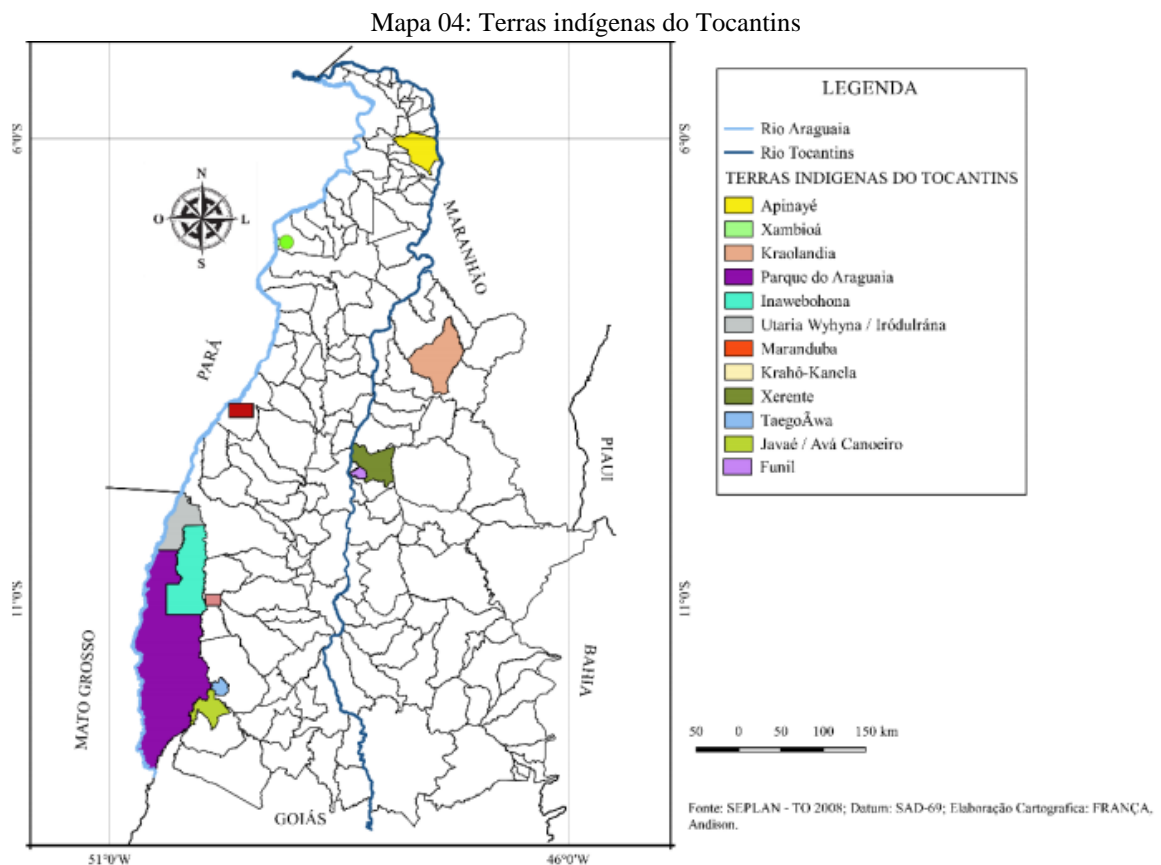 Mapa 04: Terras indígenas do Tocantins
6°0'S
6°0'S
N
O
L
S
MARANHÃO
PARÁ
PIAUI
11°0'S
11°0'S
MATO GROSSO
BAHIA
GOIÁS
51°0'W
46°0'W
LEGENDA
Rio Araguaia
Rio Tocantins
TERRAS INDIGENAS DO TOCANTINS
Apinayé
Xambioá
Kraolandia
Parque do Araguaia
Inawebohona
Utaria Wyhyna / Iródulrána
Maranduba
Krahô-Kanela
Xerente
TaegoÃwa
Javaé / Avá Canoeiro
Funil
50 0 50 100 150 km
Fonte: SEPLAN - TO 2008; Datum: SAD-69; Elaboração Cartografica: FRANÇA,
Andison.